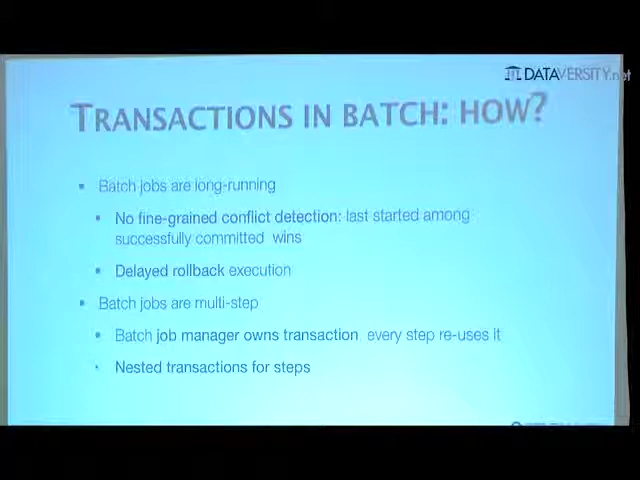 DATAVERSITY.net
TRANSACTIONS IN BATCH: HOW?
Batch jobs are long-running
No fine-grained conflict detection: last started among
successfully committed wins
Delayed rollback execution
Batch jobs are multi-step
Batch job manager owns transaction every step re-uses it
Nested transactions for steps